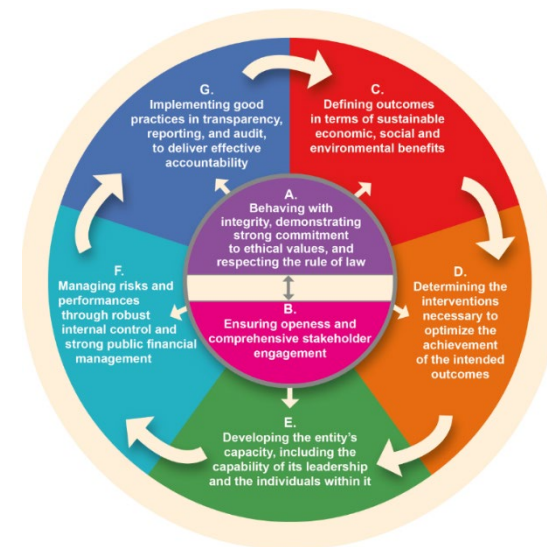 A.
Behaving with
integrity, demonstrating
strong commitment
to ethical values, and
respecting the rule of law
B.
Ensuring openess and
comprehensive stakeholder
engagement
C.
Defining outcomes
in terms of sustainable
economic, social and
environmental benefits
D.
Determining the
interventions
necessary to
optimize the
achievement
of the intended
outcomes
E.
Developing the entity's
capacity, including the
capability of its leadership
and the individuals within it
F.
Managing risks and
performances
through robust
internal control and
strong public financial
management
G.
Implementing good
practices in transparency,
reporting, and audit,
to deliver effective
accountability